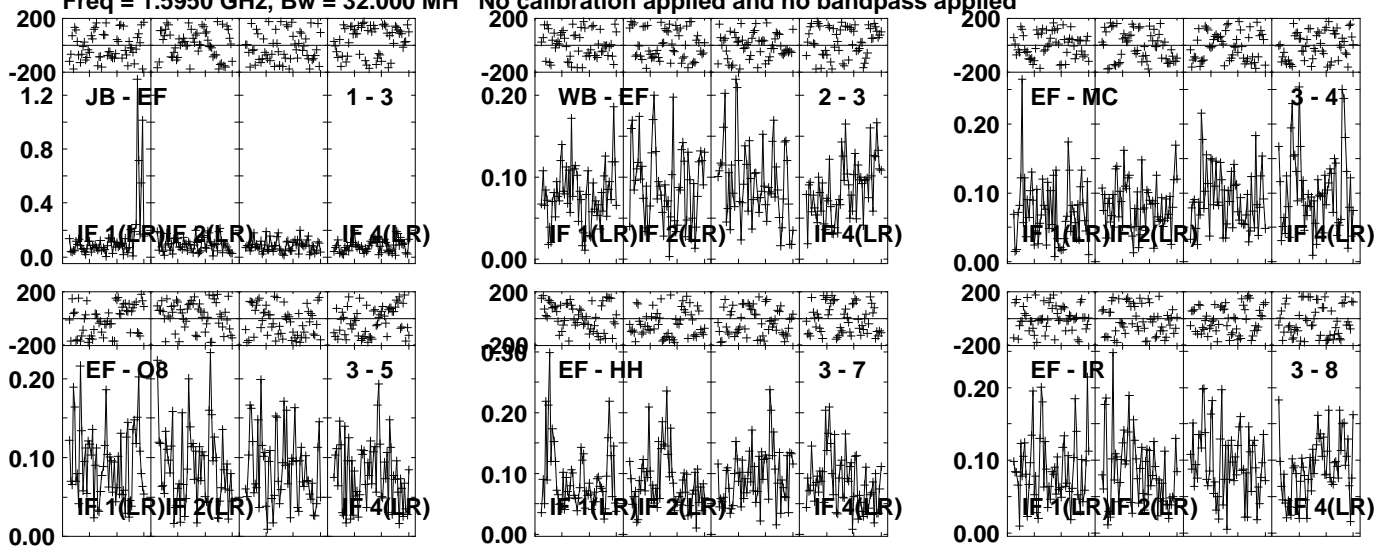 Freq = 1.5950 GHz, Bw = 32.000 MH No calibration applied and no bandpass applied
200 200 200
-200 -200 -200
JB - EF 1 - 3 WB - EF 2 - 3 EF - MC 3 - 4
1.2 0.20 0.20
0.8
0.4 0.10 0.10
IF 1(LR) IF 2(LR) IF 4(LR) IF 1(LR) IF 2(LR) IF 4(LR) IF 1(LR) IF 2(LR) IF 4(LR)
0.0 0.00 0.00
200 200 200
-200 -200 -200
0.30
EF - O8 3 - 5 EF - HH 3 - 7 EF - IR 3 - 8
0.20 0.20 0.20
0.10 0.10 0.10
IF 1(LR) IF 2(LR) IF 4(LR) IF 1(LR) IF 2(LR) IF 4(LR) IF 1(LR) IF 2(LR) IF 4(LR)
0.00 0.00 0.00